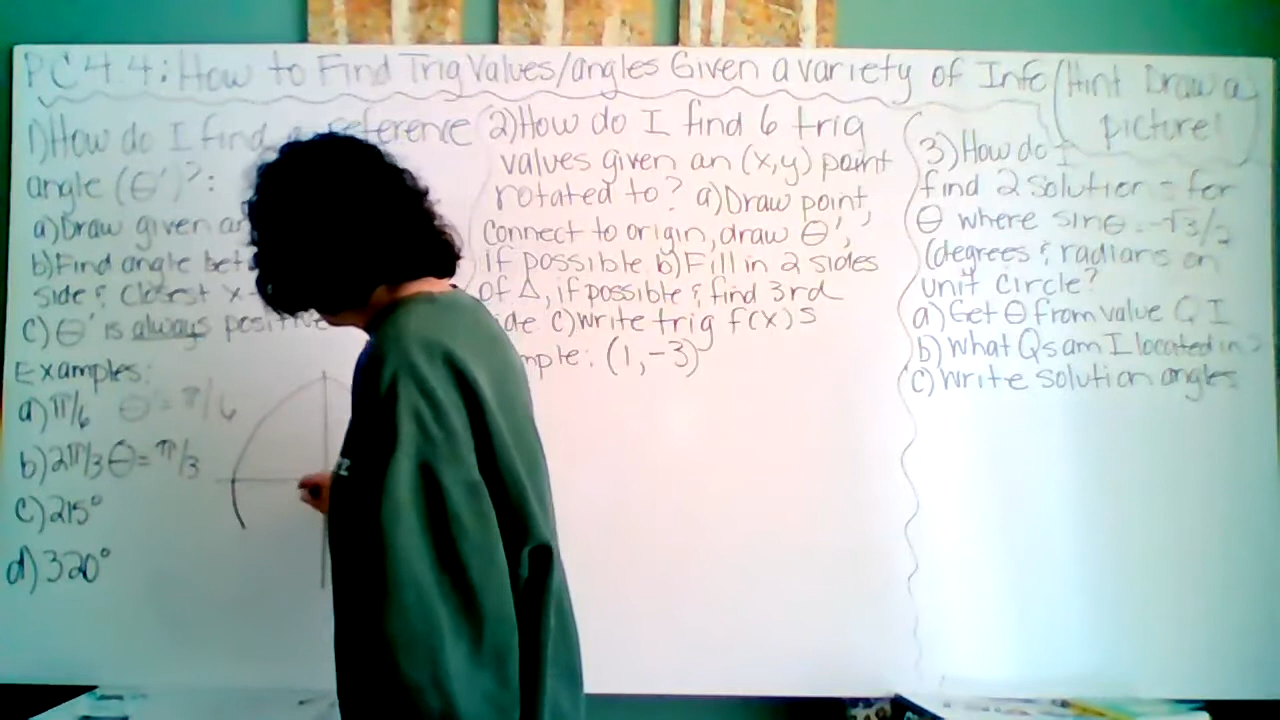 PC4.4: How to Find Trig Values/angles Given a variety of Info (Hint Draw a picture!
1) How do I find a reference
angle (θ')?:
a) Draw given an
b) Find angle bet
side & closest x-
c) θ' is always positive
Examples:
a) π/6 θ' = π/6
b) 2π/3 θ = π/3
c) 215°
d) 320°
2) How do I find 6 trig
values given an (x,y) point
rotated to? a) Draw point,
connect to origin, draw θ',
if possible b) Fill in 2 sides
of △, if possible & find 3rd
ide c) write trig f(x)s
mple: (1,-3)
3) How do I
find 2 solutions for
θ where sinθ = -√3/2
(degrees & radians on
unit circle?
a) Get θ from value Q I
b) What Qs am I located in?
c) Write solution angles